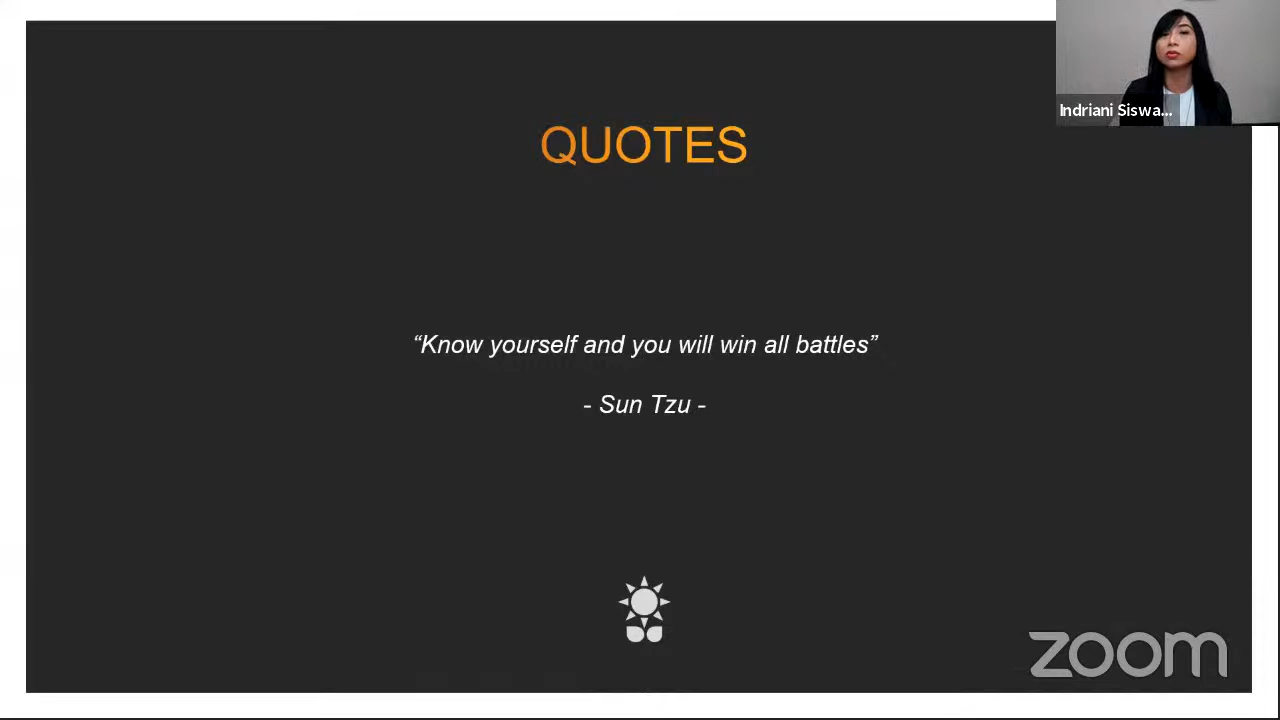 Indriani Siswa...
QUOTES
“Know yourself and you will win all battles”
- Sun Tzu -
zoom